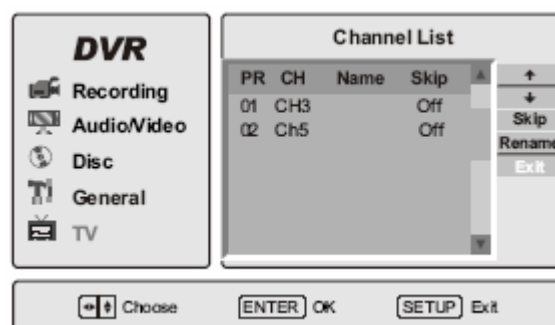 DVR
Recording
Audio/Video
Disc
General
TV
Channel List
PR CH Name Skip
01 CH3 Off
02 Ch5 Off
↑
↓
Skip
Rename
Exit
Choose ENTER OK SETUP Exit